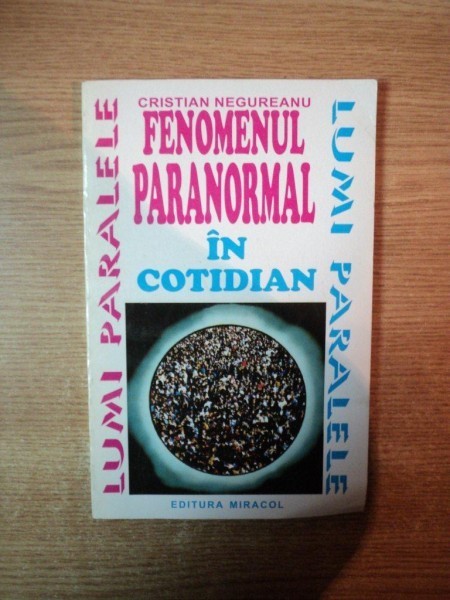 CRISTIAN NEGUREANU
FENOMENUL
PARANORMAL
ÎN
COTIDIAN
LUMI PARALELE
LUMI PARALELE
EDITURA MIRACOL